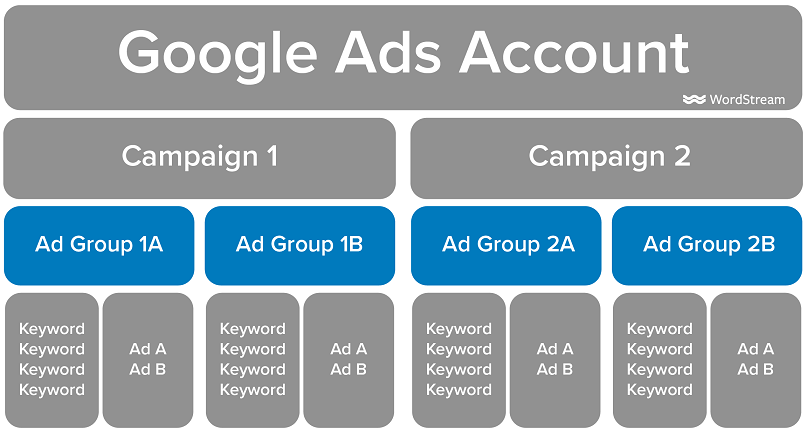 Google Ads Account
WordStream
Campaign 1
Campaign 2
Ad Group 1A
Ad Group 1B
Ad Group 2A
Ad Group 2B
Keyword
Keyword
Keyword
Keyword
Ad A
Ad B
Keyword
Keyword
Keyword
Keyword
Ad A
Ad B
Keyword
Keyword
Keyword
Keyword
Ad A
Ad B
Keyword
Keyword
Keyword
Keyword
Ad A
Ad B